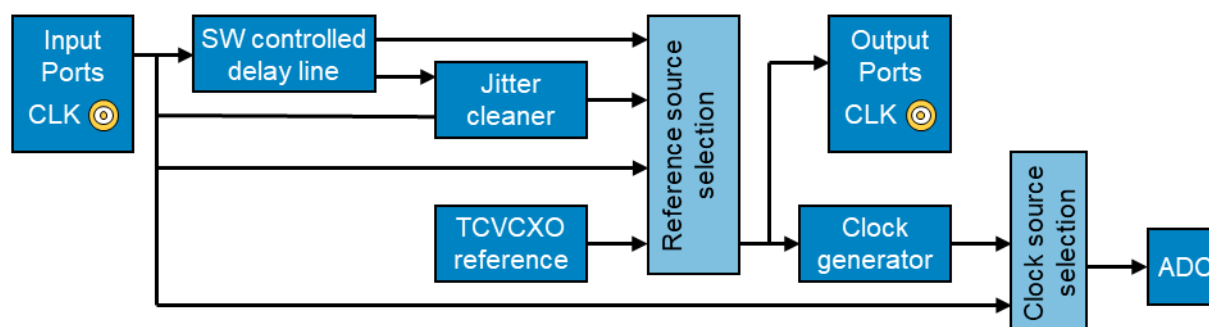 Input
Ports
CLK
SW controlled
delay line
Jitter
cleaner
TCVCXO
reference
Reference source
selection
Output
Ports
CLK
Clock
generator
Clock source
selection
ADC